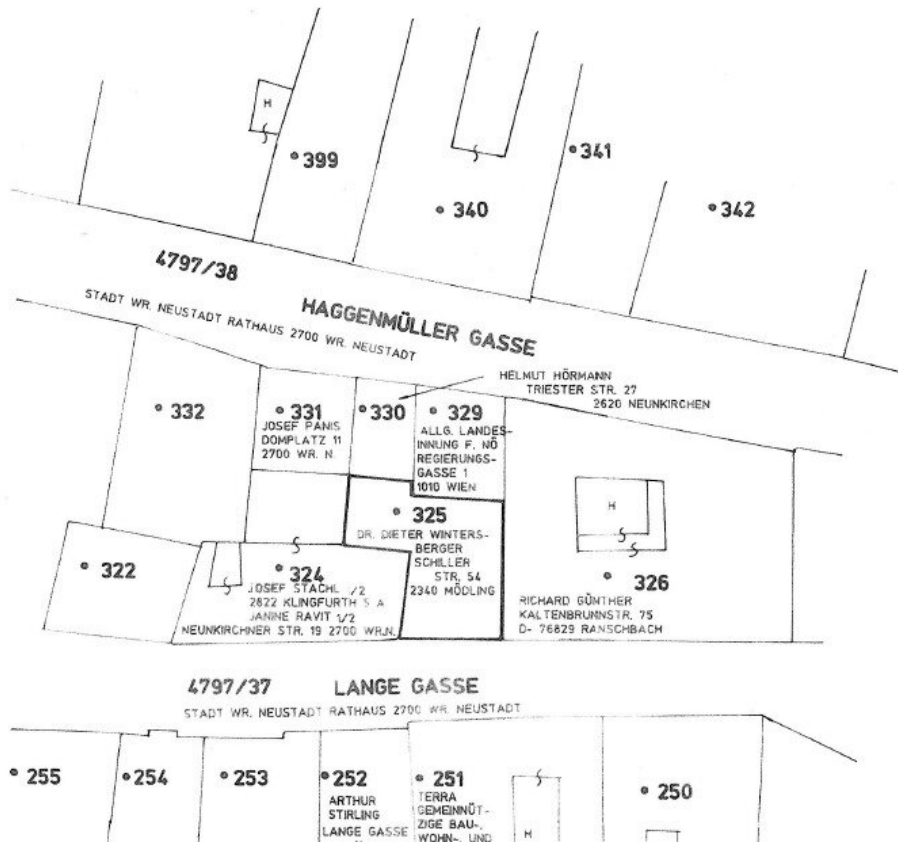 H
399
341
340
342
4797/38
HAGGENMÜLLER GASSE
STADT WR. NEUSTADT RATHAUS 2700 WR. NEUSTADT
HELMUT HÖRMANN
TRIESTER STR. 27
2620 NEUNKIRCHEN
332
331
JOSEF PANIS
DOMPLATZ 11
2700 WR. N.
330
329
ALLG. LANDES-
INNUNG F. NÖ
REGIERUNGS-
GASSE 1
1010 WIEN
325
DR. DIETER WINTERS-
BERGER
SCHILLER
STR. 54
2340 MÖDLING
H
322
324
JOSEF STACHL 1/2
2822 KLINGFURTH 5 A
JANINE RAVIT 1/2
NEUNKIRCHNER STR. 19 2700 WR.N.
326
RICHARD GÜNTHER
KALTENBRUNNSTR. 75
D- 76829 RANSCHBACH
4797/37
LANGE GASSE
STADT WR. NEUSTADT RATHAUS 2700 WR. NEUSTADT
255
254
253
252
ARTHUR
STIRLING
LANGE GASSE
251
TERRA
GEMEINNÜT-
ZIGE BAU-,
WOHN-, UND
H
250